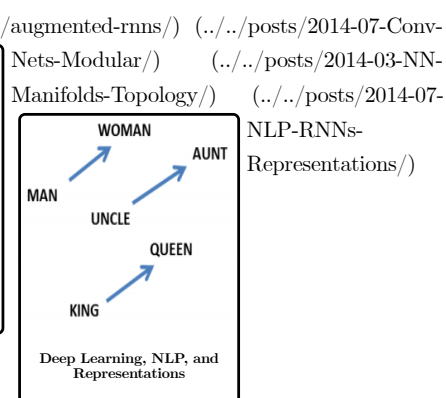 /augmented-rnns/) (../../posts/2014-07-Conv-
Nets-Modular/) (../../posts/2014-03-NN-
Manifolds-Topology/) (../../posts/2014-07-
NLP-RNNs-
Representations/)
WOMAN
AUNT
MAN
UNCLE
QUEEN
KING
Deep Learning, NLP, and
Representations